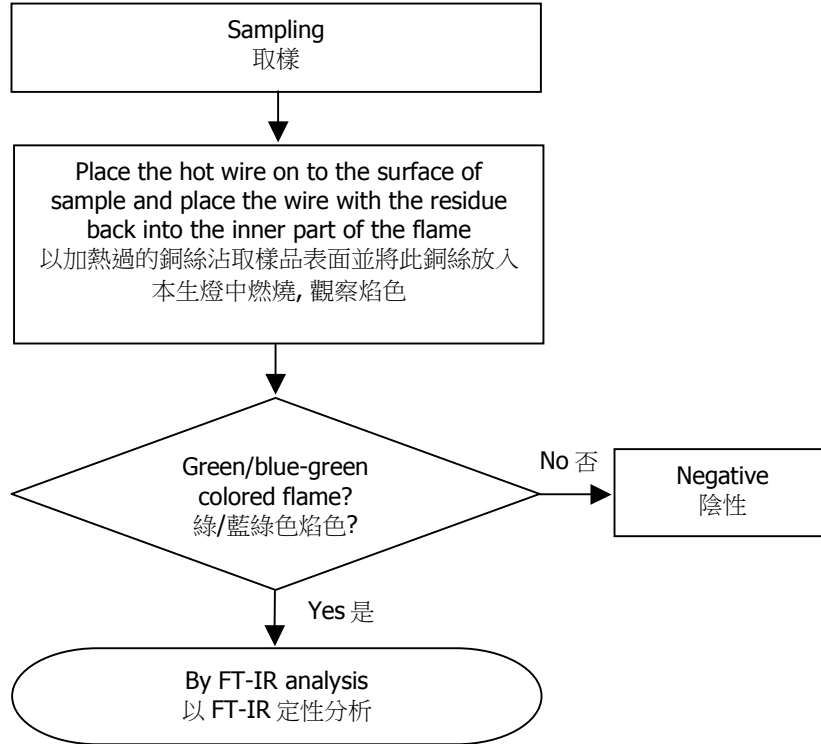 Sampling
取樣
Place the hot wire on to the surface of
sample and place the wire with the residue
back into the inner part of the flame
以加熱過的銅絲沾取樣品表面並將此銅絲放入
本生燈中燃燒, 觀察焰色
Green/blue-green
colored flame?
綠/藍綠色焰色?
No 否
Negative
陰性
Yes 是
By FT-IR analysis
以 FT-IR 定性分析